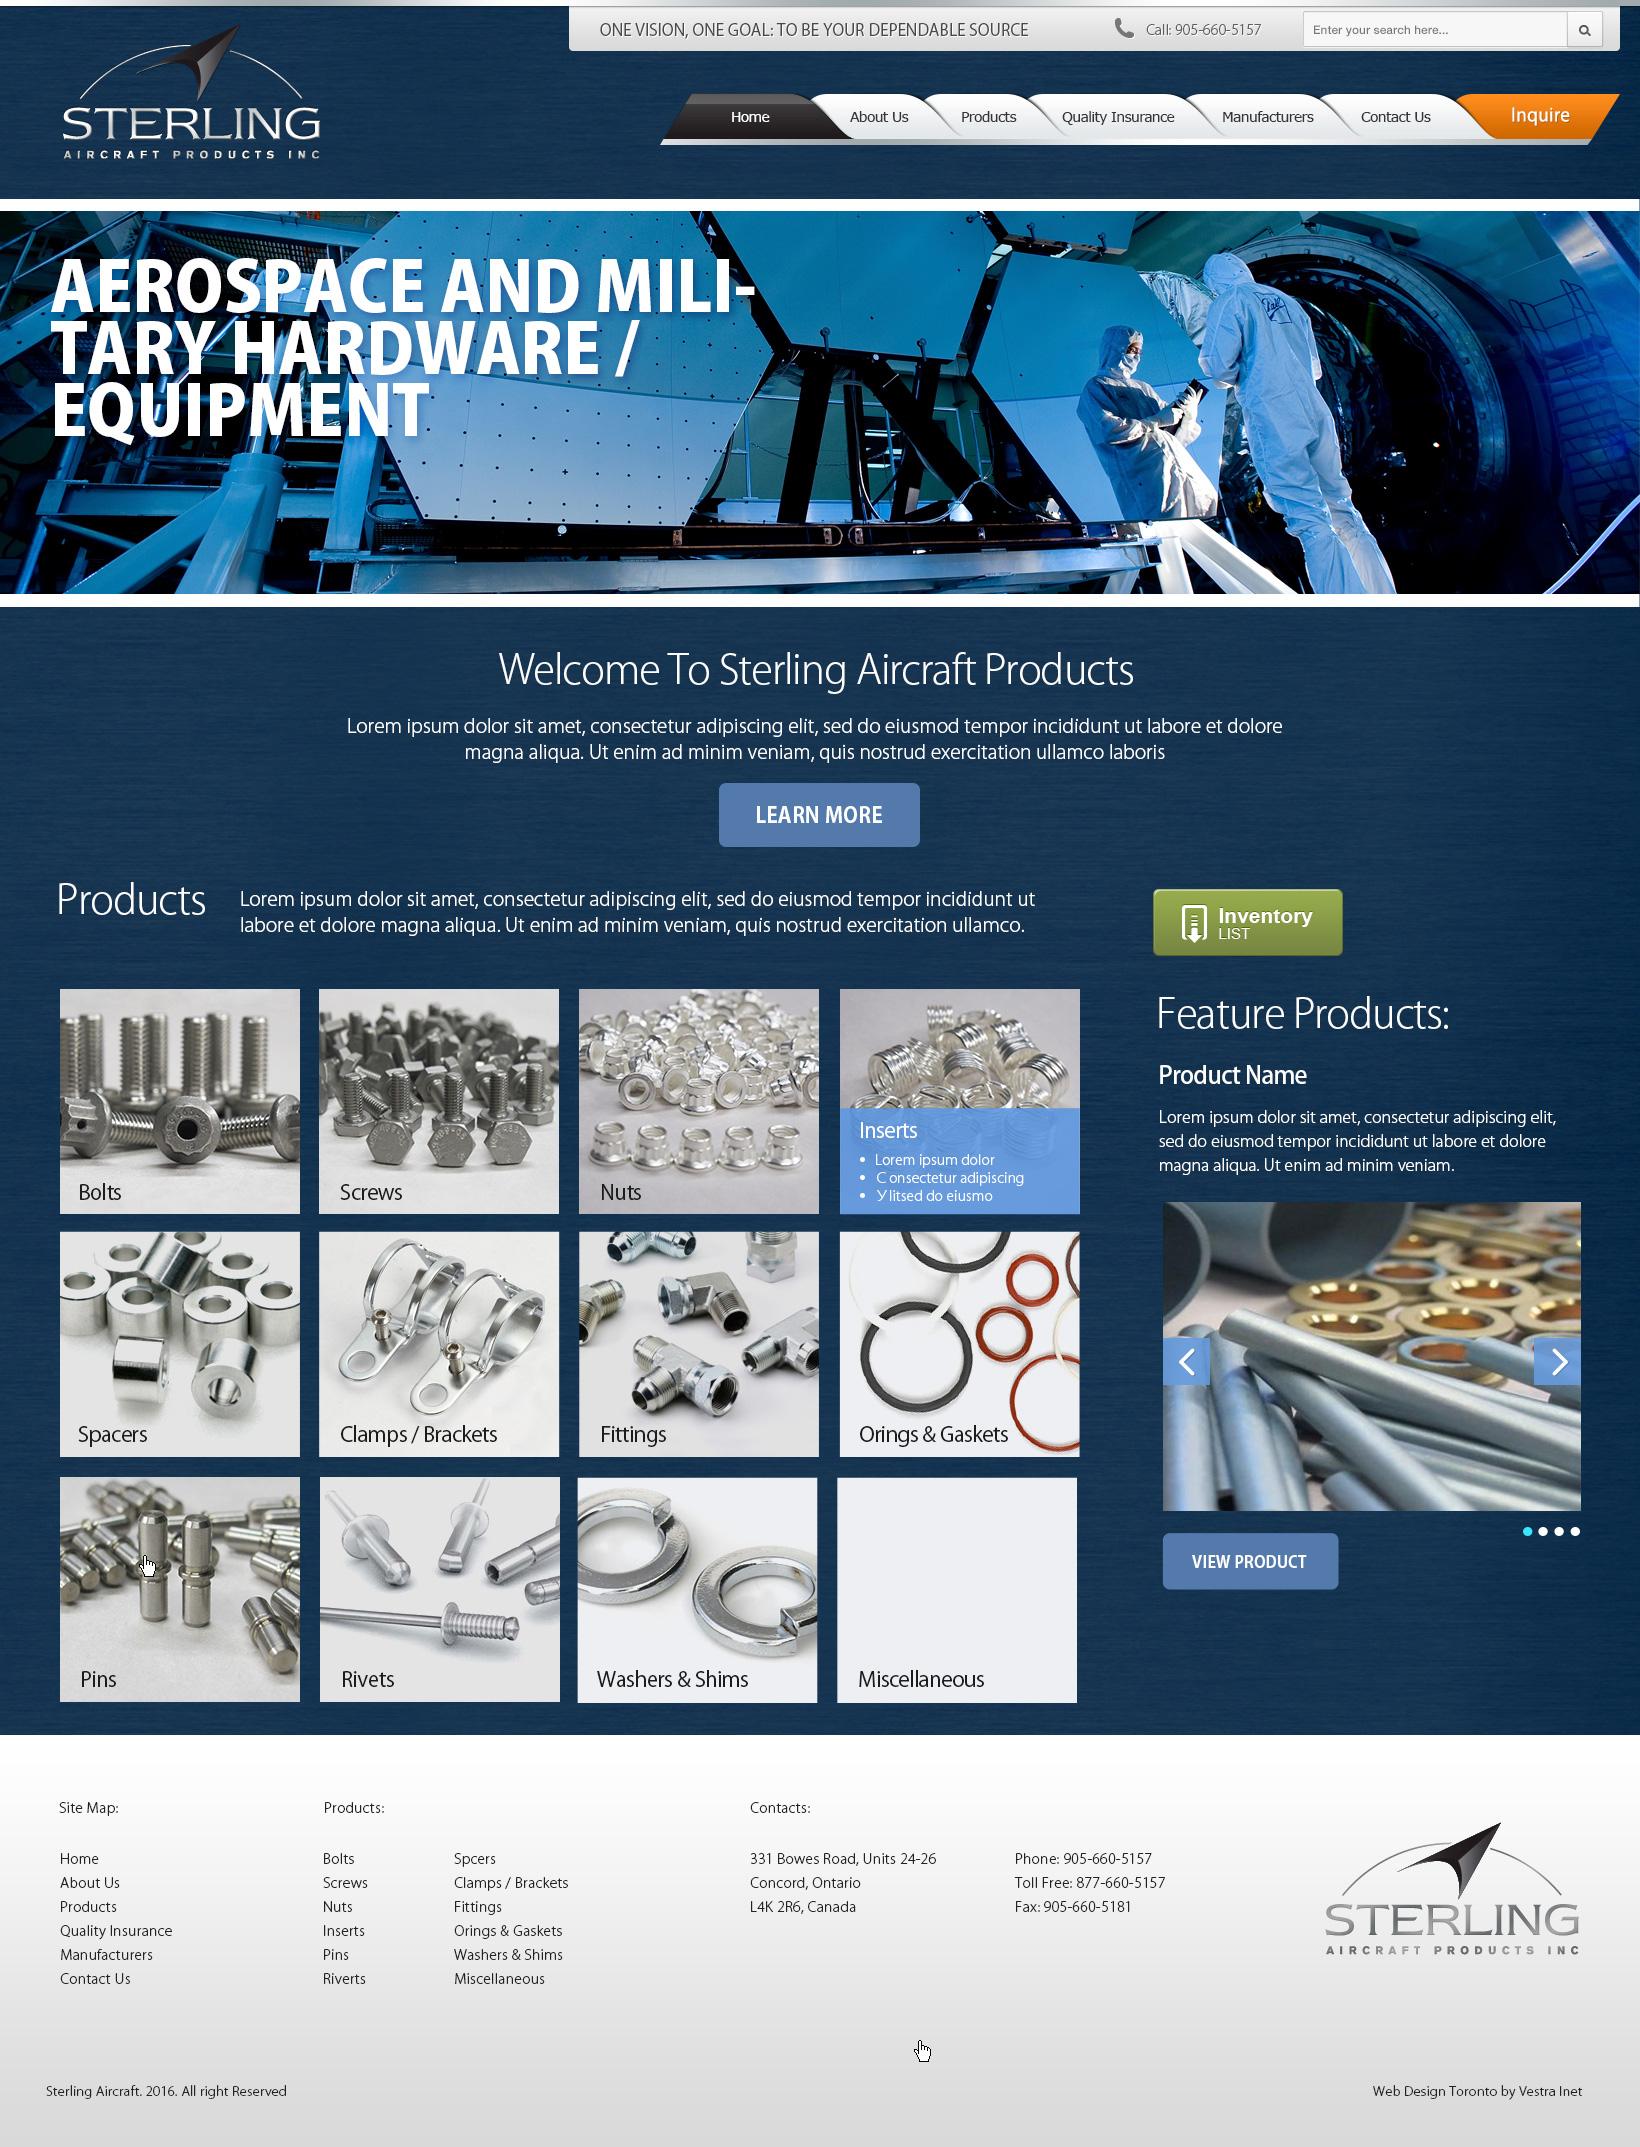 ONE VISION, ONE GOAL: TO BE YOUR DEPENDABLE SOURCE
Call: 905-660-5157
Enter your search here...
STERLING
AIRCRAFT PRODUCTS INC
Home
About Us
Products
Quality Insurance
Manufacturers
Contact Us
Inquire
AEROSPACE AND MILI-
TARY HARDWARE /
EQUIPMENT
Welcome To Sterling Aircraft Products
Lorem ipsum dolor sit amet, consectetur adipiscing elit, sed do eiusmod tempor incididunt ut labore et dolore
magna aliqua. Ut enim ad minim veniam, quis nostrud exercitation ullamco laboris
LEARN MORE
Products
Lorem ipsum dolor sit amet, consectetur adipiscing elit, sed do eiusmod tempor incididunt ut
labore et dolore magna aliqua. Ut enim ad minim veniam, quis nostrud exercitation ullamco.
Inventory
LIST
Bolts
Screws
Nuts
Inserts
• Lorem ipsum dolor
• C onsectetur adipiscing
• У litsed do eiusmo
Spacers
Clamps / Brackets
Fittings
Orings & Gaskets
Pins
Rivets
Washers & Shims
Miscellaneous
Feature Products:
Product Name
Lorem ipsum dolor sit amet, consectetur adipiscing elit,
sed do eiusmod tempor incididunt ut labore et dolore
magna aliqua. Ut enim ad minim veniam.
VIEW PRODUCT
Site Map:
Home
About Us
Products
Quality Insurance
Manufacturers
Contact Us
Products:
Bolts
Screws
Nuts
Inserts
Pins
Riverts
Spcers
Clamps / Brackets
Fittings
Orings & Gaskets
Washers & Shims
Miscellaneous
Contacts:
331 Bowes Road, Units 24-26
Concord, Ontario
L4K 2R6, Canada
Phone: 905-660-5157
Toll Free: 877-660-5157
Fax: 905-660-5181
STERLING
AIRCRAFT PRODUCTS INC
Sterling Aircraft. 2016. All right Reserved
Web Design Toronto by Vestra Inet